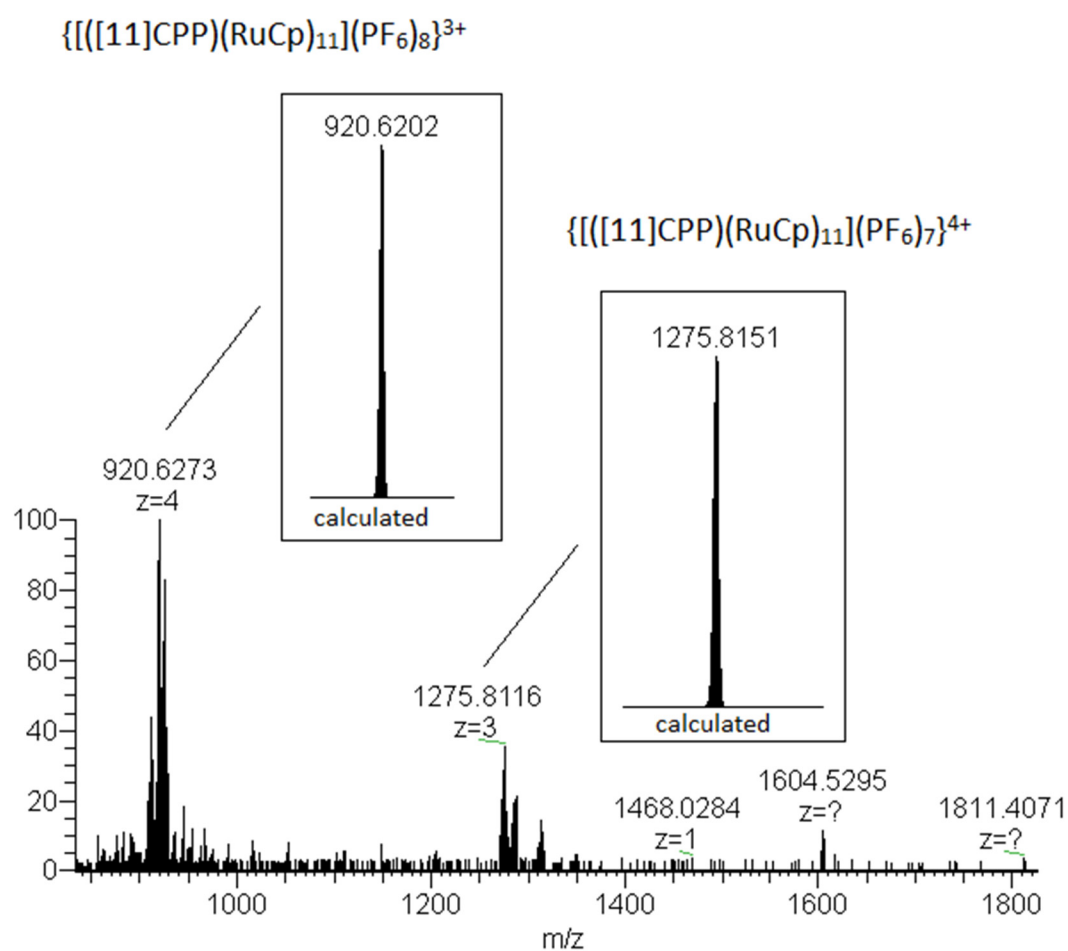 {[([11]CPP)(RuCp)₁₁](PF₆)₈}³⁺
920.6202
calculated
{[([11]CPP)(RuCp)₁₁](PF₆)₇}⁴⁺
1275.8151
calculated
920.6273
z=4
1275.8116
z=3
1468.0284
z=1
1604.5295
z=?
1811.4071
z=?
100
80
60
40
20
0
1000 1200 1400 1600 1800
m/z